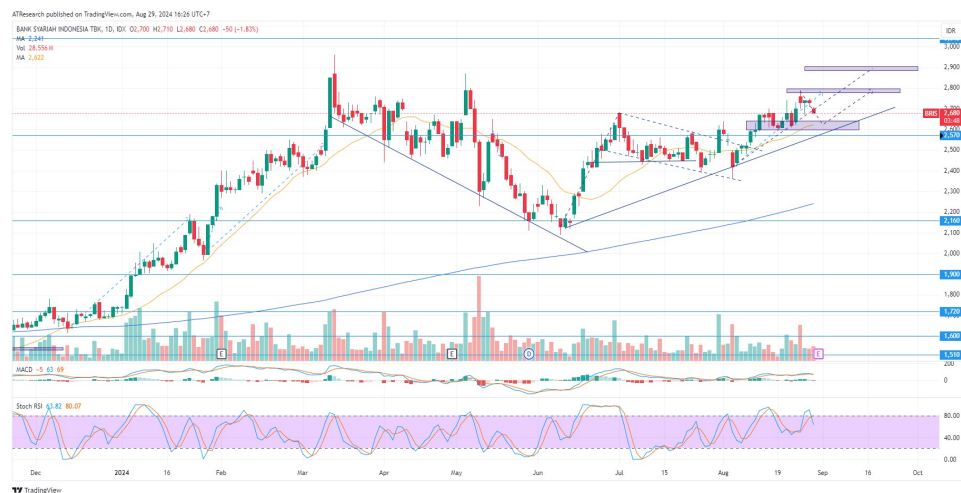 ATResearch published on TradingView.com, Aug 29, 2024 16:26 UTC+7
BANK SYARIAH INDONESIA TBK, 1D, IDX O2,700 H2,710 L2,680 C2,680 -50 (-1.83%)
MA 2,241
Vol 28.556M
MA 2,622
IDR
3,000
2,900
2,800
BRIS 2,680
03:48
2,570
2,500
2,400
2,300
2,200
2,160
2,100
2,000
1,900
1,800
1,720
1,600
1,510
E
E
D
E
MACD -5 63 69
200
0
Stoch RSI 63.82 80.07
80.00
40.00
0.00
Dec 2024 16 Feb Mar Apr May Jun Jul 15 Aug 19 Sep 16 Oct
TradingView